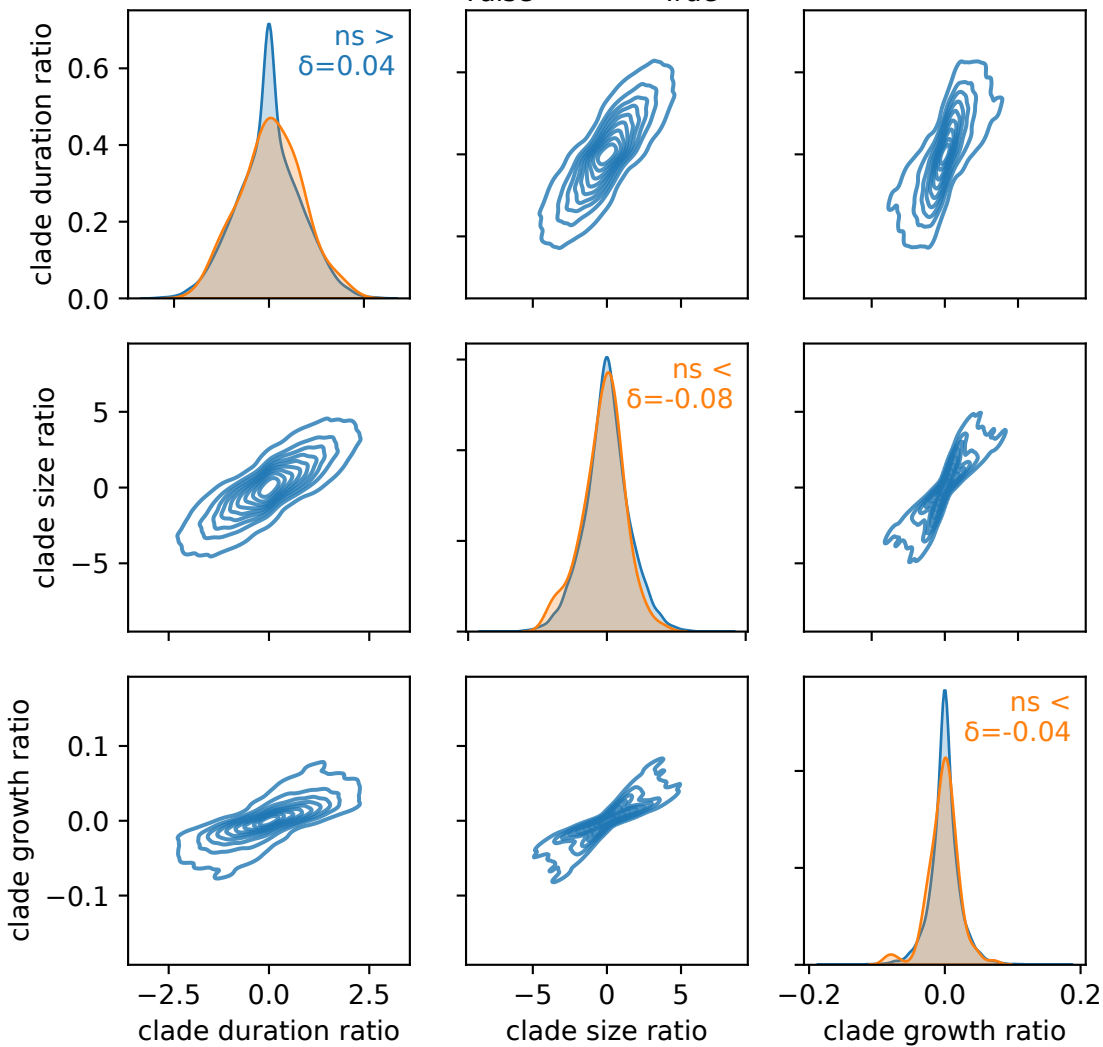 clade duration ratio
0.6
0.4
0.2
0.0
ns >
δ=0.04
−5
0
5
clade size ratio
5
0
−5
ns <
δ=-0.08
clade growth ratio
0.1
0.0
−0.1
ns <
δ=-0.04
−2.5
0.0
2.5
−5
0
5
−0.2
0.0
0.2
clade duration ratio
clade size ratio
clade growth ratio